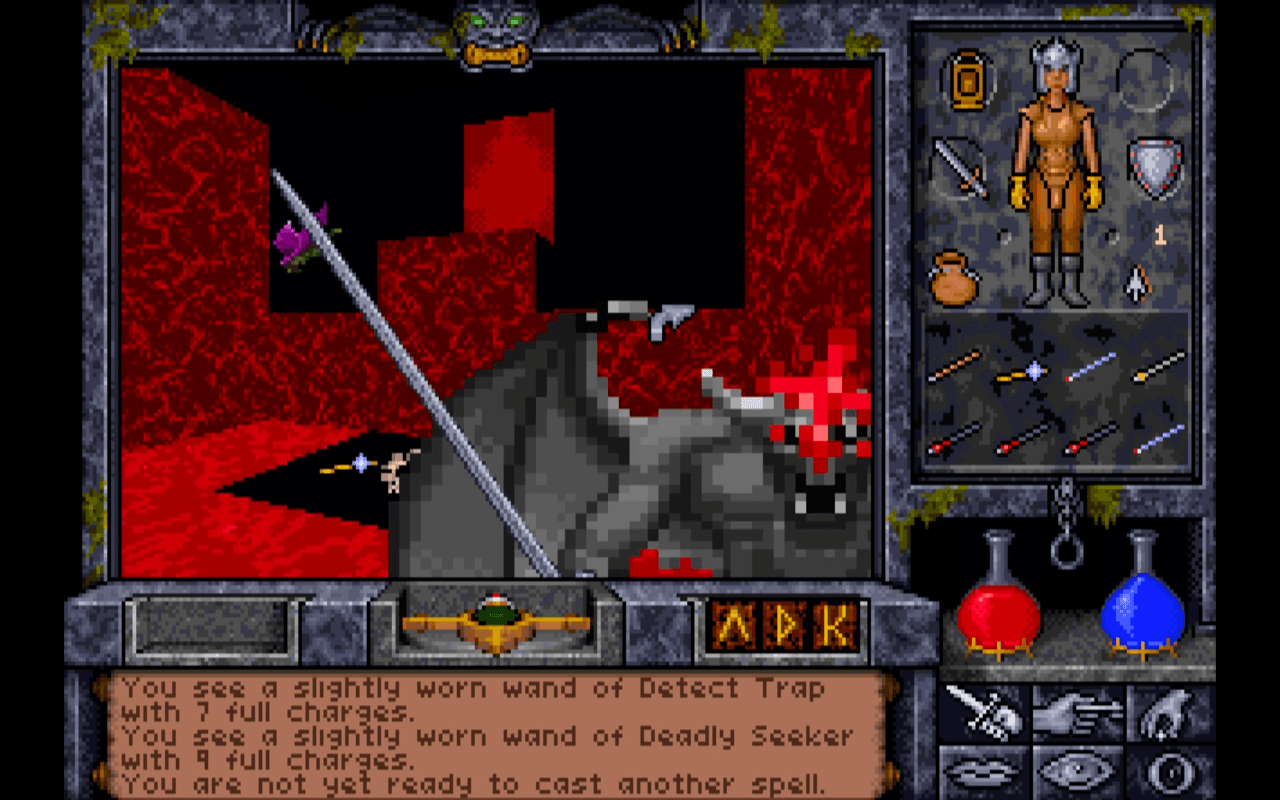 1
ᚣ ᚦ K
You see a slightly worn wand of Detect Trap
with 7 full charges.
You see a slightly worn wand of Deadly Seeker
with 9 full charges.
You are not yet ready to cast another spell.